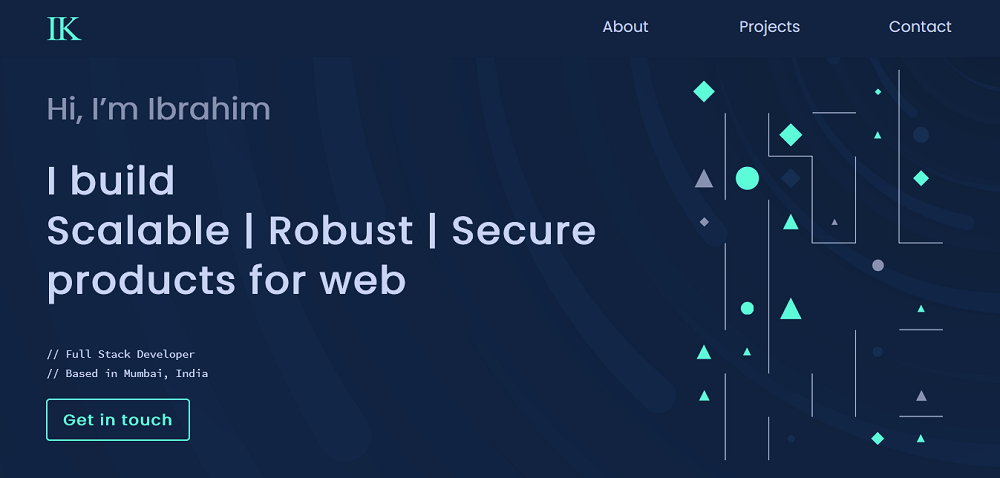 IK
About Projects Contact
Hi, I’m Ibrahim
I build
Scalable | Robust | Secure
products for web
// Full Stack Developer
// Based in Mumbai, India
Get in touch